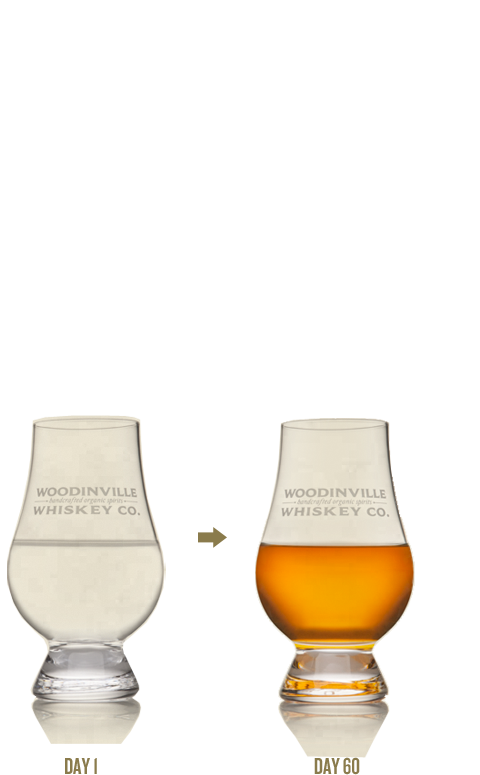 WOODINVILLE
handcrafted organic spirits
WHISKEY CO.
WOODINVILLE
handcrafted organic spirits
WHISKEY CO.
DAY 1
DAY 60